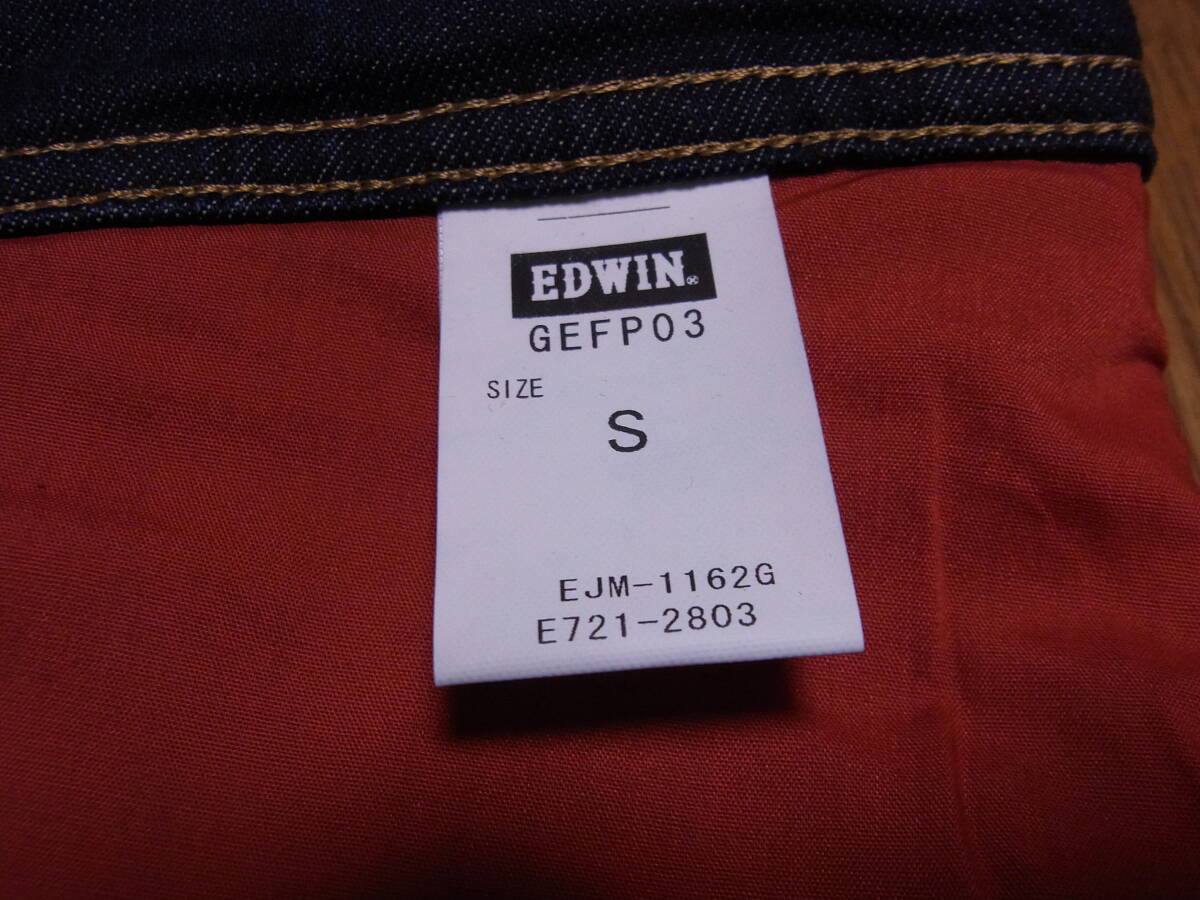 EDWIN
GEFP03
SIZE
S
EJM-1162G
E721-2803